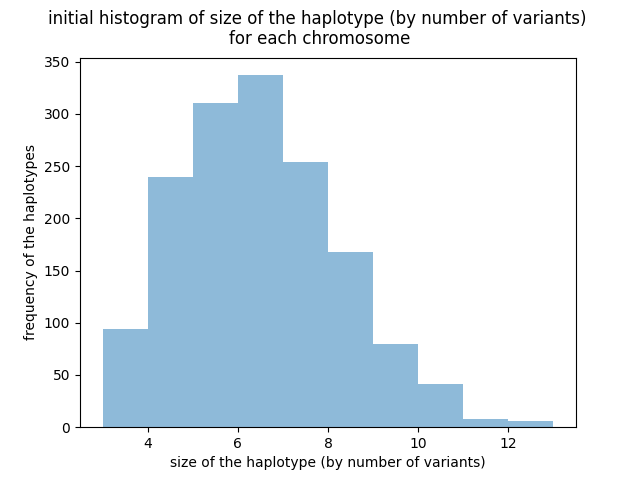 initial histogram of size of the haplotype (by number of variants)
for each chromosome
350
300
250
200
150
100
50
0
frequency of the haplotypes
4 6 8 10 12
size of the haplotype (by number of variants)